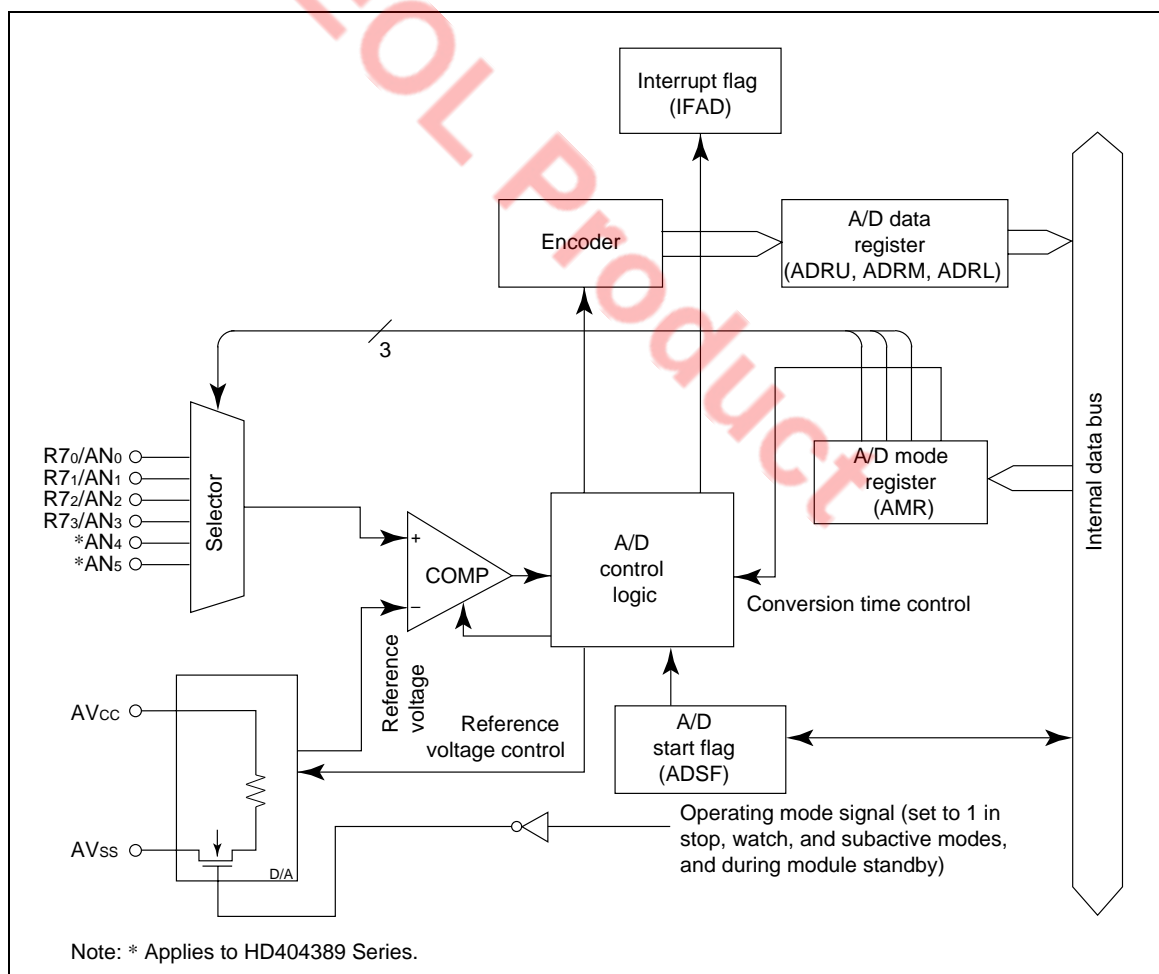 EOL Product
Interrupt flag
(IFAD)
Encoder
A/D data
register
(ADRU, ADRM, ADRL)
3
Selector
R7₀/AN₀
R7₁/AN₁
R7₂/AN₂
R7₃/AN₃
*AN₄
*AN₅
+
COMP
−
A/D
control
logic
A/D mode
register
(AMR)
Internal data bus
Conversion time control
Reference
voltage
Reference
voltage control
A/D
start flag
(ADSF)
AVCC
AVSS
D/A
Operating mode signal (set to 1 in
stop, watch, and subactive modes,
and during module standby)
Note: * Applies to HD404389 Series.